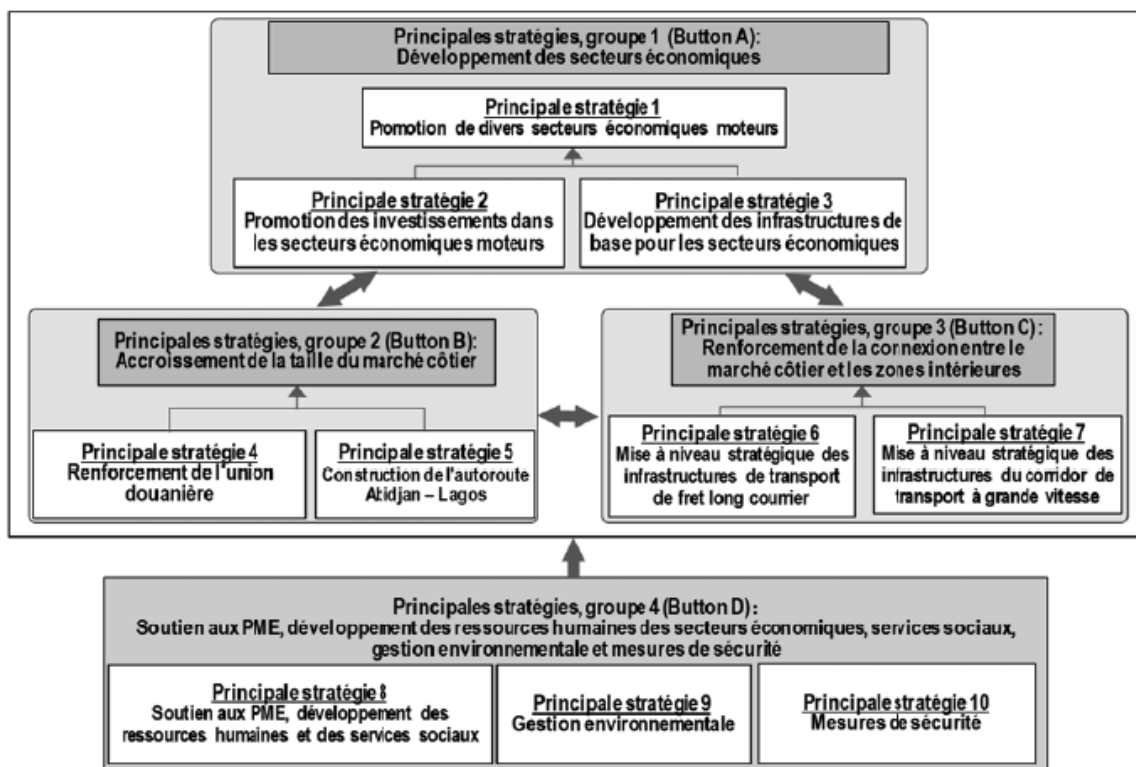 Principales stratégies, groupe 1 (Button A):
Développement des secteurs économiques
Principale stratégie 1
Promotion de divers secteurs économiques moteurs
Principale stratégie 2
Promotion des investissements dans
les secteurs économiques moteurs
Principale stratégie 3
Développement des infrastructures de
base pour les secteurs économiques
Principales stratégies, groupe 2 (Button B):
Accroissement de la taille du marché côtier
Principale stratégie 4
Renforcement de l'union
douanière
Principale stratégie 5
Construction de l'autoroute
Abidjan – Lagos
Principales stratégies, groupe 3 (Button C):
Renforcement de la connexion entre le
marché côtier et les zones intérieures
Principale stratégie 6
Mise à niveau stratégique des
infrastructures de transport
de fret long courrier
Principale stratégie 7
Mise à niveau stratégique des
infrastructures du corridor de
transport à grande vitesse
Principales stratégies, groupe 4 (Button D):
Soutien aux PME, développement des ressources humaines des secteurs économiques, services sociaux,
gestion environnementale et mesures de sécurité
Principale stratégie 8
Soutien aux PME, développement des
ressources humaines et des services sociaux
Principale stratégie 9
Gestion environnementale
Principale stratégie 10
Mesures de sécurité